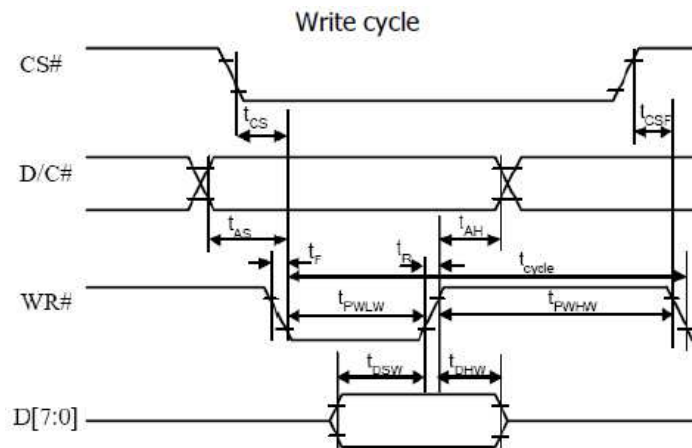 Write cycle
CS#
tCS
tCSF
D/C#
tAS
tAH
tF
tR
tcycle
WR#
tPWLW
tPWHW
tDSW
tDHW
D[7:0]